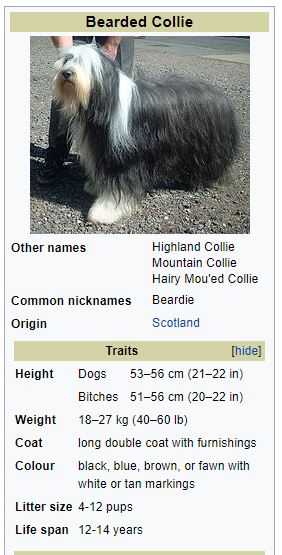 Bearded Collie
Other names Highland Collie
Mountain Collie
Hairy Mou'ed Collie
Common nicknames Beardie
Origin Scotland
Traits [hide]
Height Dogs 53–56 cm (21–22 in)
Bitches 51–56 cm (20–22 in)
Weight 18–27 kg (40–60 lb)
Coat long double coat with furnishings
Colour black, blue, brown, or fawn with
white or tan markings
Litter size 4-12 pups
Life span 12-14 years